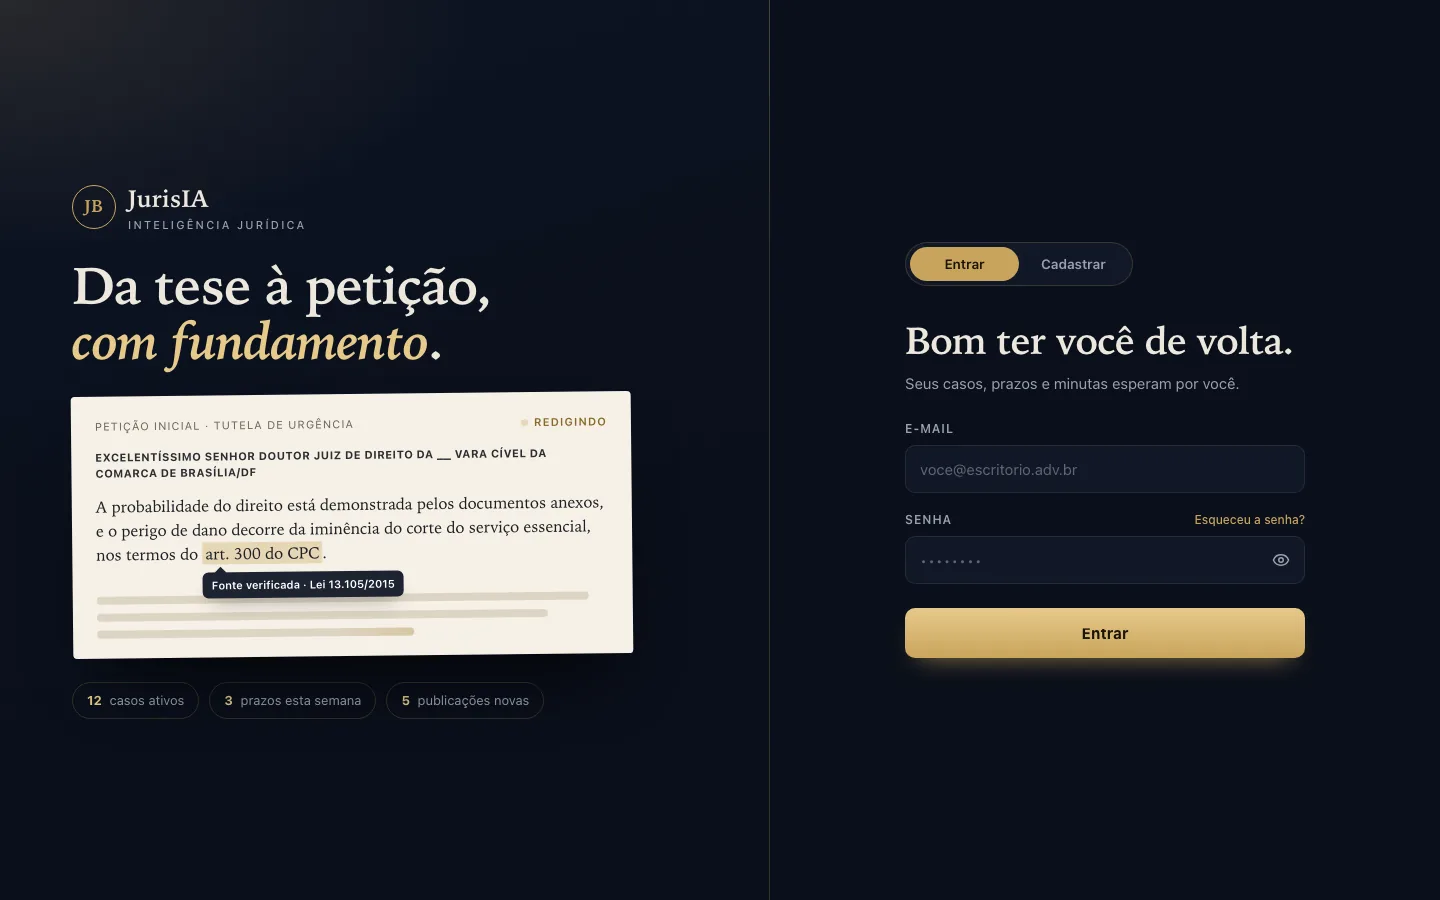 JB
JurisIA
INTELIGÊNCIA JURÍDICA
Da tese à petição,
com fundamento.
PETIÇÃO INICIAL · TUTELA DE URGÊNCIA
REDIGINDO
EXCELENTÍSSIMO SENHOR DOUTOR JUIZ DE DIREITO DA __ VARA CÍVEL DA
COMARCA DE BRASÍLIA/DF
A probabilidade do direito está demonstrada pelos documentos anexos,
e o perigo de dano decorre da iminência do corte do serviço essencial,
nos termos do art. 300 do CPC.
Fonte verificada · Lei 13.105/2015
12 casos ativos
3 prazos esta semana
5 publicações novas
Entrar
Cadastrar
Bom ter você de volta.
Seus casos, prazos e minutas esperam por você.
E-MAIL
voce@escritorio.adv.br
SENHA
Esqueceu a senha?
••••••••
Entrar